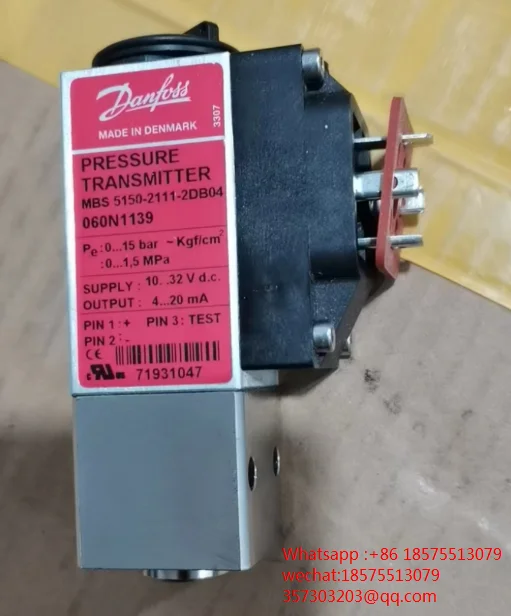 Danfoss
MADE IN DENMARK
3307
PRESSURE
TRANSMITTER
MBS 5150-2111-2DB04
060N1139
Pe : 0...15 bar ~ Kgf/cm²
: 0...1,5 MPa
SUPPLY : 10...32 V d.c.
OUTPUT : 4...20 mA
PIN 1 : + PIN 3 : TEST
PIN 2 : -
CE
71931047
Whatsapp :+86 18575513079
wechat:18575513079
357303203@qq.com